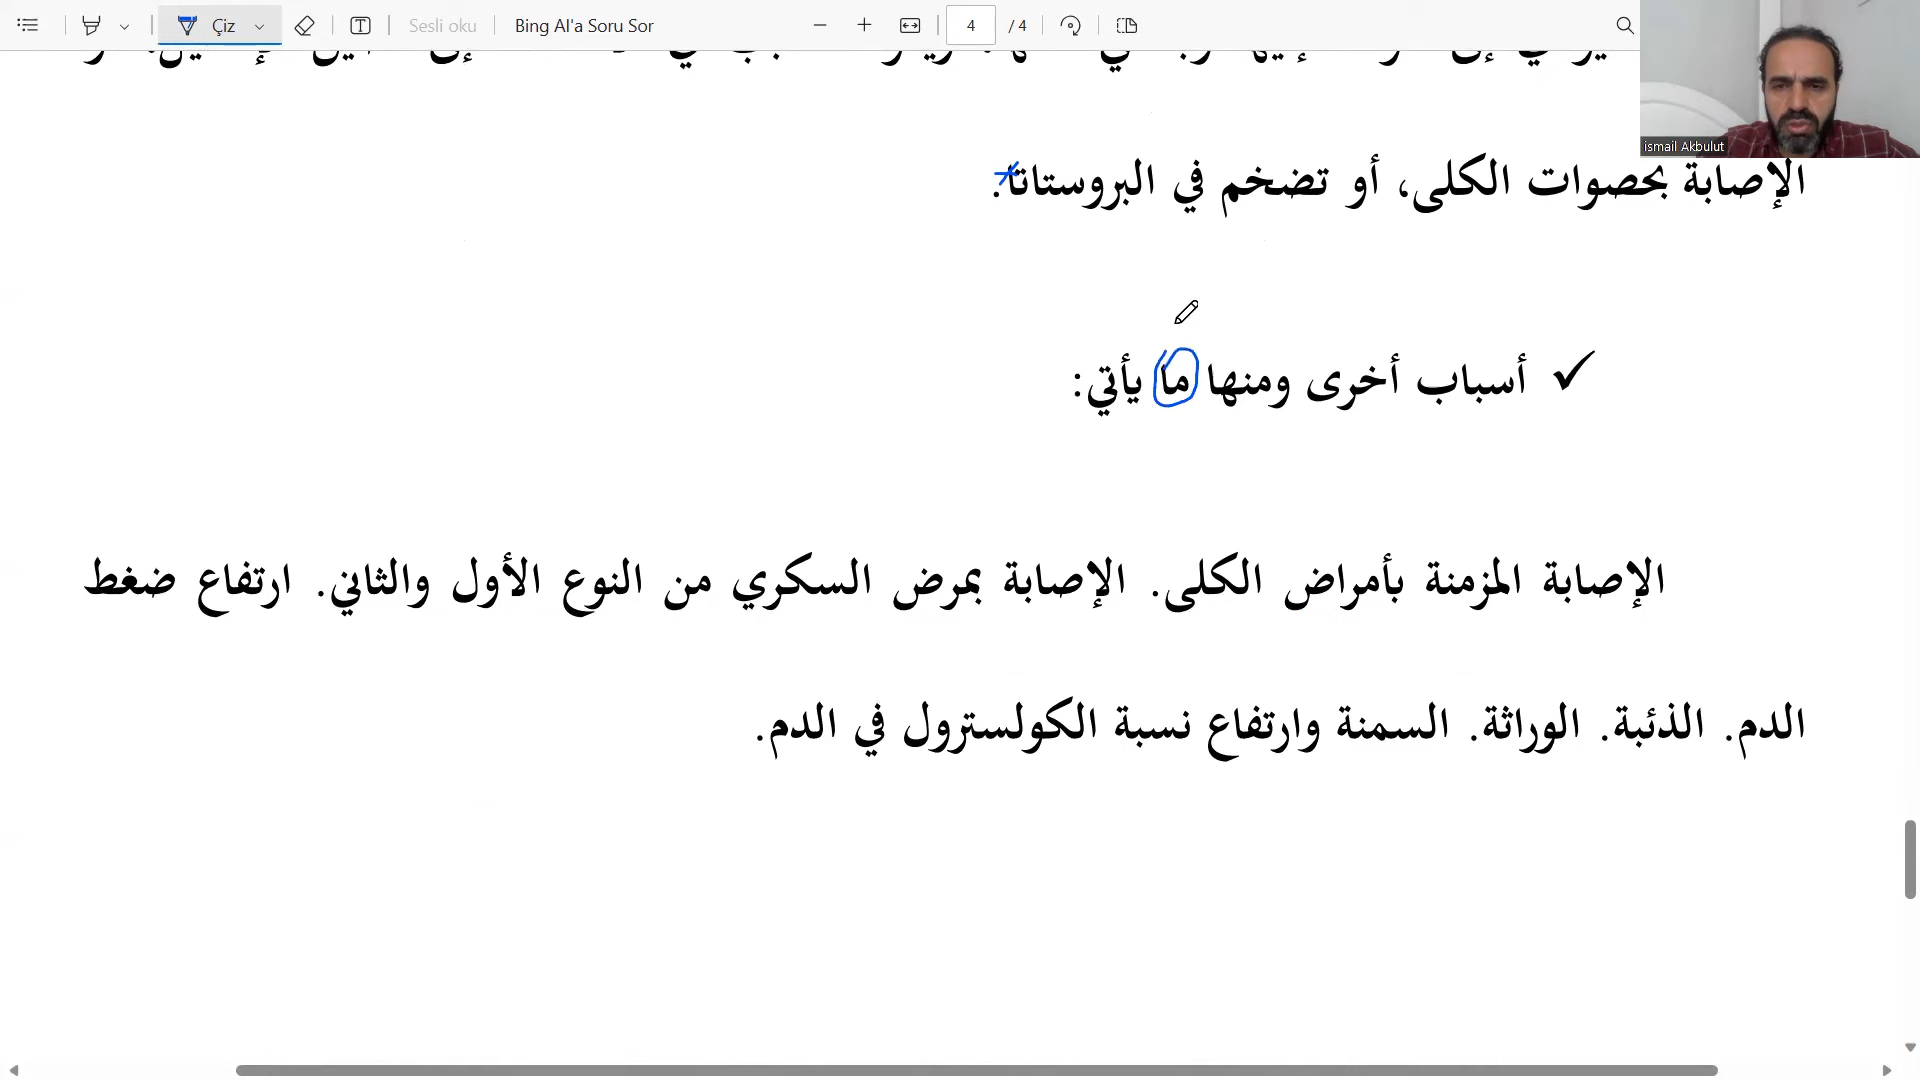 Çiz
Sesli oku
Bing AI'a Soru Sor
4
/ 4
ismail Akbulut
الإصابة بحصوات الكلى، أو تضخم في البروستاتا.
✓ أسباب أخرى ومنها ما يأتي:
الإصابة المزمنة بأمراض الكلى. الإصابة بمرض السكري من النوع الأول والثاني. ارتفاع ضغط
الدم. الذئبة. الوراثة. السمنة وارتفاع نسبة الكولسترول في الدم.